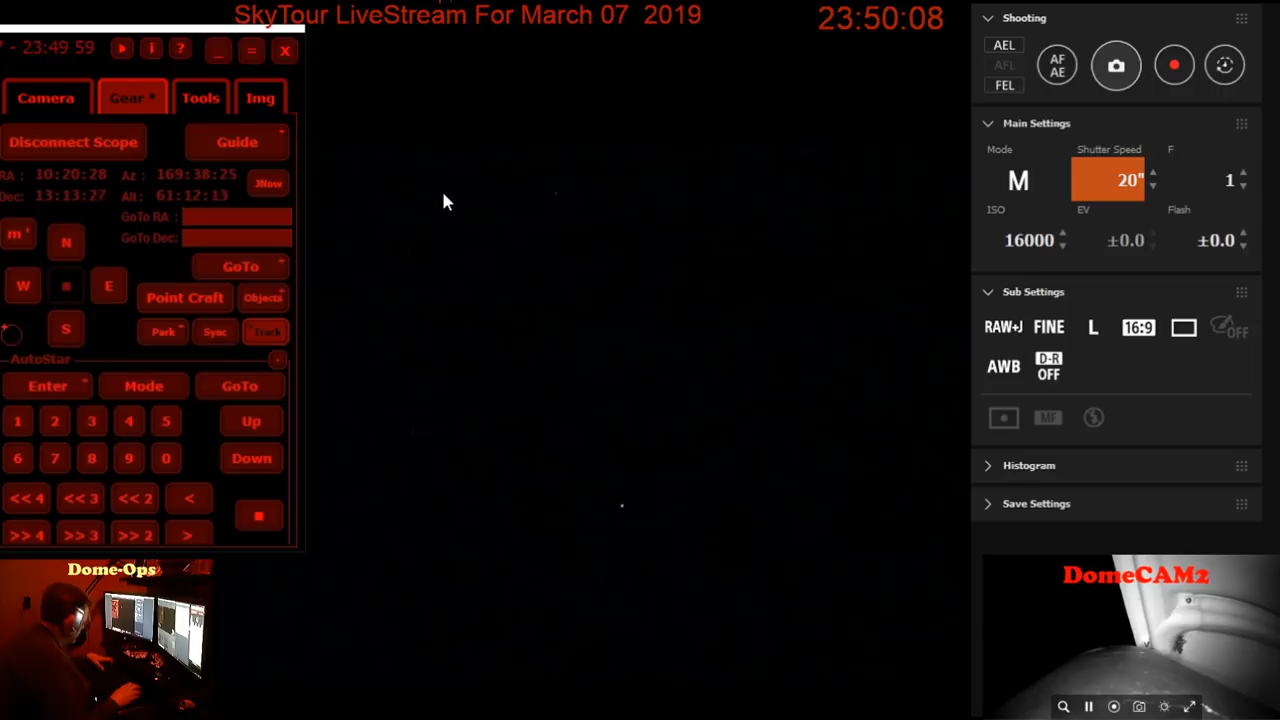 SkyTour LiveStream For March 07 2019
23:50:08
- 23:49 59
i ? _ = x
Camera Gear * Tools Img
Disconnect Scope Guide
RA : 10:20:28 Az : 169:38:25
JNow
Dec: 13:13:27 Alt : 61:12:13
GoTo RA :
GoTo Dec:
m '
N
GoTo
W E
Point Craft Objects
S
Park Sync Track
AutoStar
Enter Mode GoTo
1 2 3 4 5 Up
6 7 8 9 0 Down
<< 4 << 3 << 2 <
>> 4 >> 3 >> 2 >
Dome-Ops
Shooting
AEL
AFL
FEL
AF
AE
Main Settings
Mode Shutter Speed F
M 20" 1
ISO EV Flash
16000 ±0.0 ±0.0
Sub Settings
RAW+J FINE L 16:9 OFF
AWB D-R
OFF
MF
Histogram
Save Settings
DomeCAM2